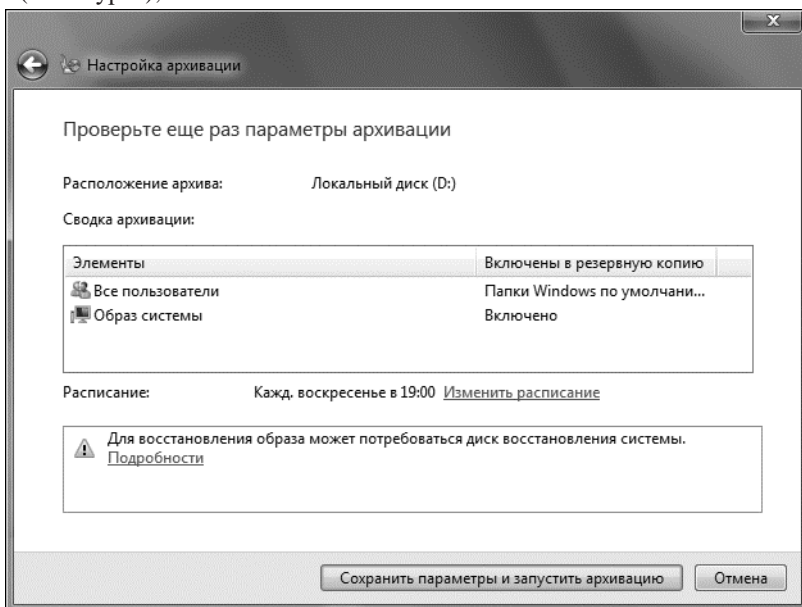 x
Настройка архивации
Проверьте еще раз параметры архивации
Расположение архива: Локальный диск (D:)
Сводка архивации:
Элементы Включены в резервную копию
Все пользователи Папки Windows по умолчани...
Образ системы Включено
Расписание: Кажд. воскресенье в 19:00 Изменить расписание
Для восстановления образа может потребоваться диск восстановления системы.
Подробности
Сохранить параметры и запустить архивацию Отмена